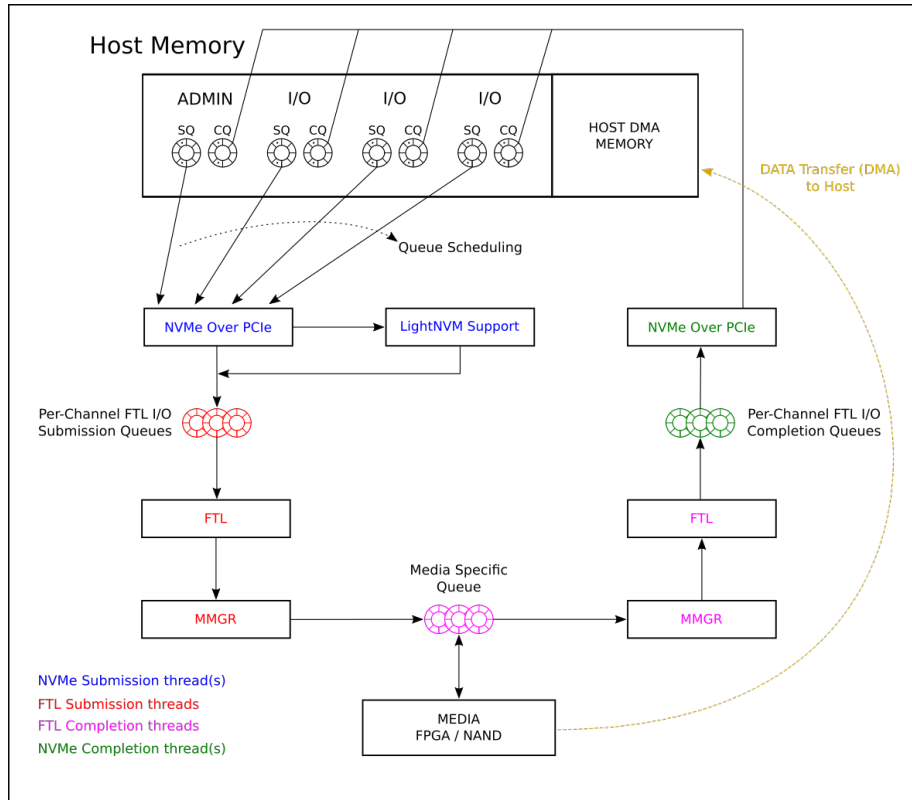 Host Memory
ADMIN
I/O
I/O
I/O
SQ
CQ
SQ
CQ
SQ
CQ
SQ
CQ
HOST DMA
MEMORY
DATA Transfer (DMA)
to Host
Queue Scheduling
NVMe Over PCIe
LightNVM Support
NVMe Over PCIe
Per-Channel FTL I/O
Submission Queues
Per-Channel FTL I/O
Completion Queues
FTL
FTL
Media Specific
Queue
MMGR
MMGR
NVMe Submission thread(s)
FTL Submission threads
FTL Completion threads
NVMe Completion thread(s)
MEDIA
FPGA / NAND